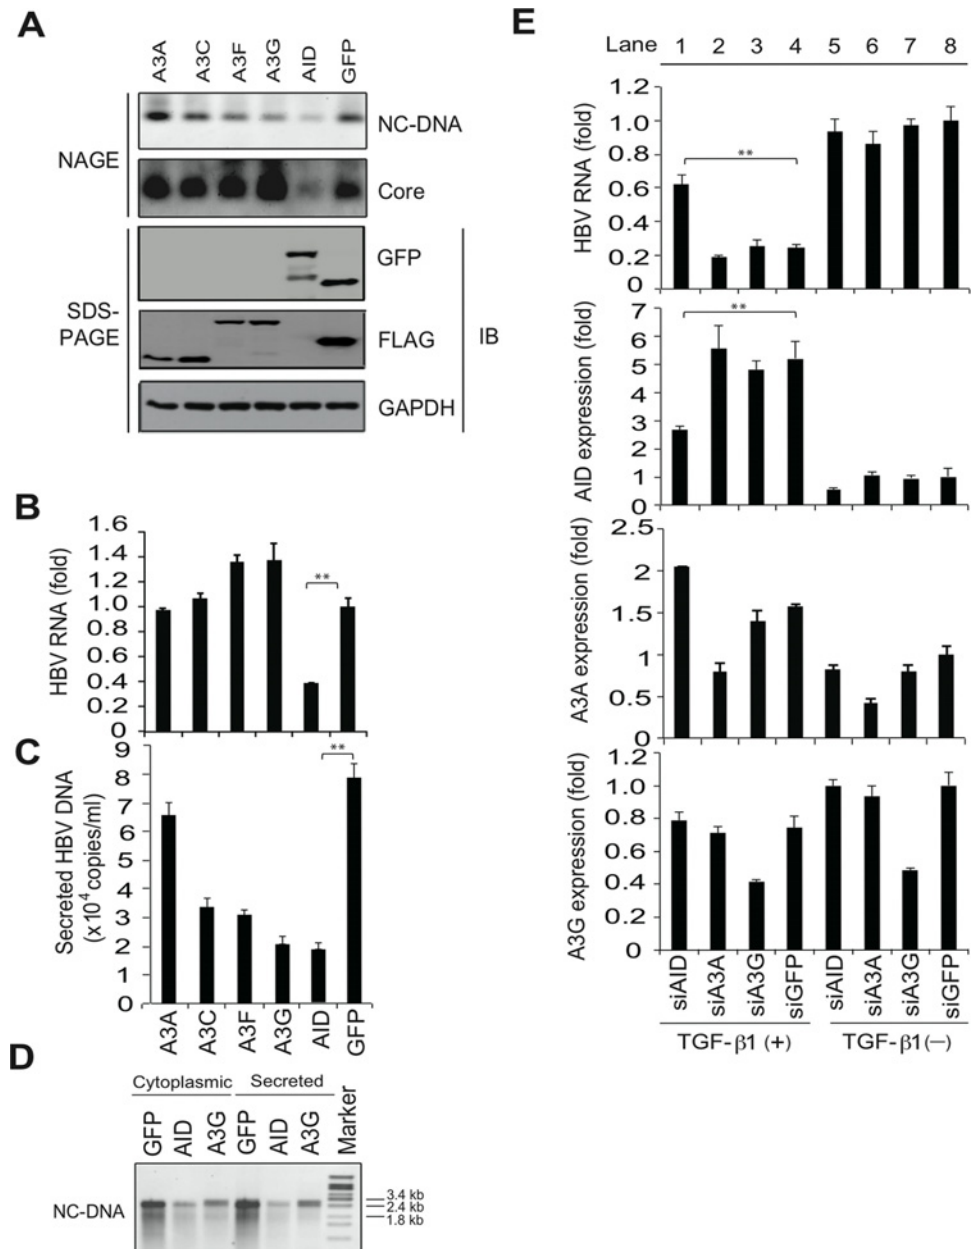 A
A3A A3C A3F A3G AID GFP
NC-DNA
NAGE
Core
GFP
SDS-
PAGE
FLAG
IB
GAPDH
B
HBV RNA (fold)
1.6
1.4
1.2
1.0
0.8
0.6
0.4
0.2
0
**
C
Secreted HBV DNA
(x10⁴ copies/ml)
9
8
7
6
5
4
3
2
1
0
**
A3A A3C A3F A3G AID GFP
D
Cytoplasmic Secreted
GFP AID A3G GFP AID A3G Marker
NC-DNA
3.4 kb
2.4 kb
1.8 kb
E
Lane 1 2 3 4 5 6 7 8
HBV RNA (fold)
1.2
1.0
0.8
0.6
0.4
0.2
0
**
AID expression (fold)
7
6
5
4
3
2
1
0
**
A3A expression (fold)
2.5
2
1.5
1
0.5
0
A3G expression (fold)
1.2
1.0
0.8
0.6
0.4
0.2
0
siAID siA3A siA3G siGFP siAID siA3A siA3G siGFP
TGF-β1 (+) TGF-β1(−)